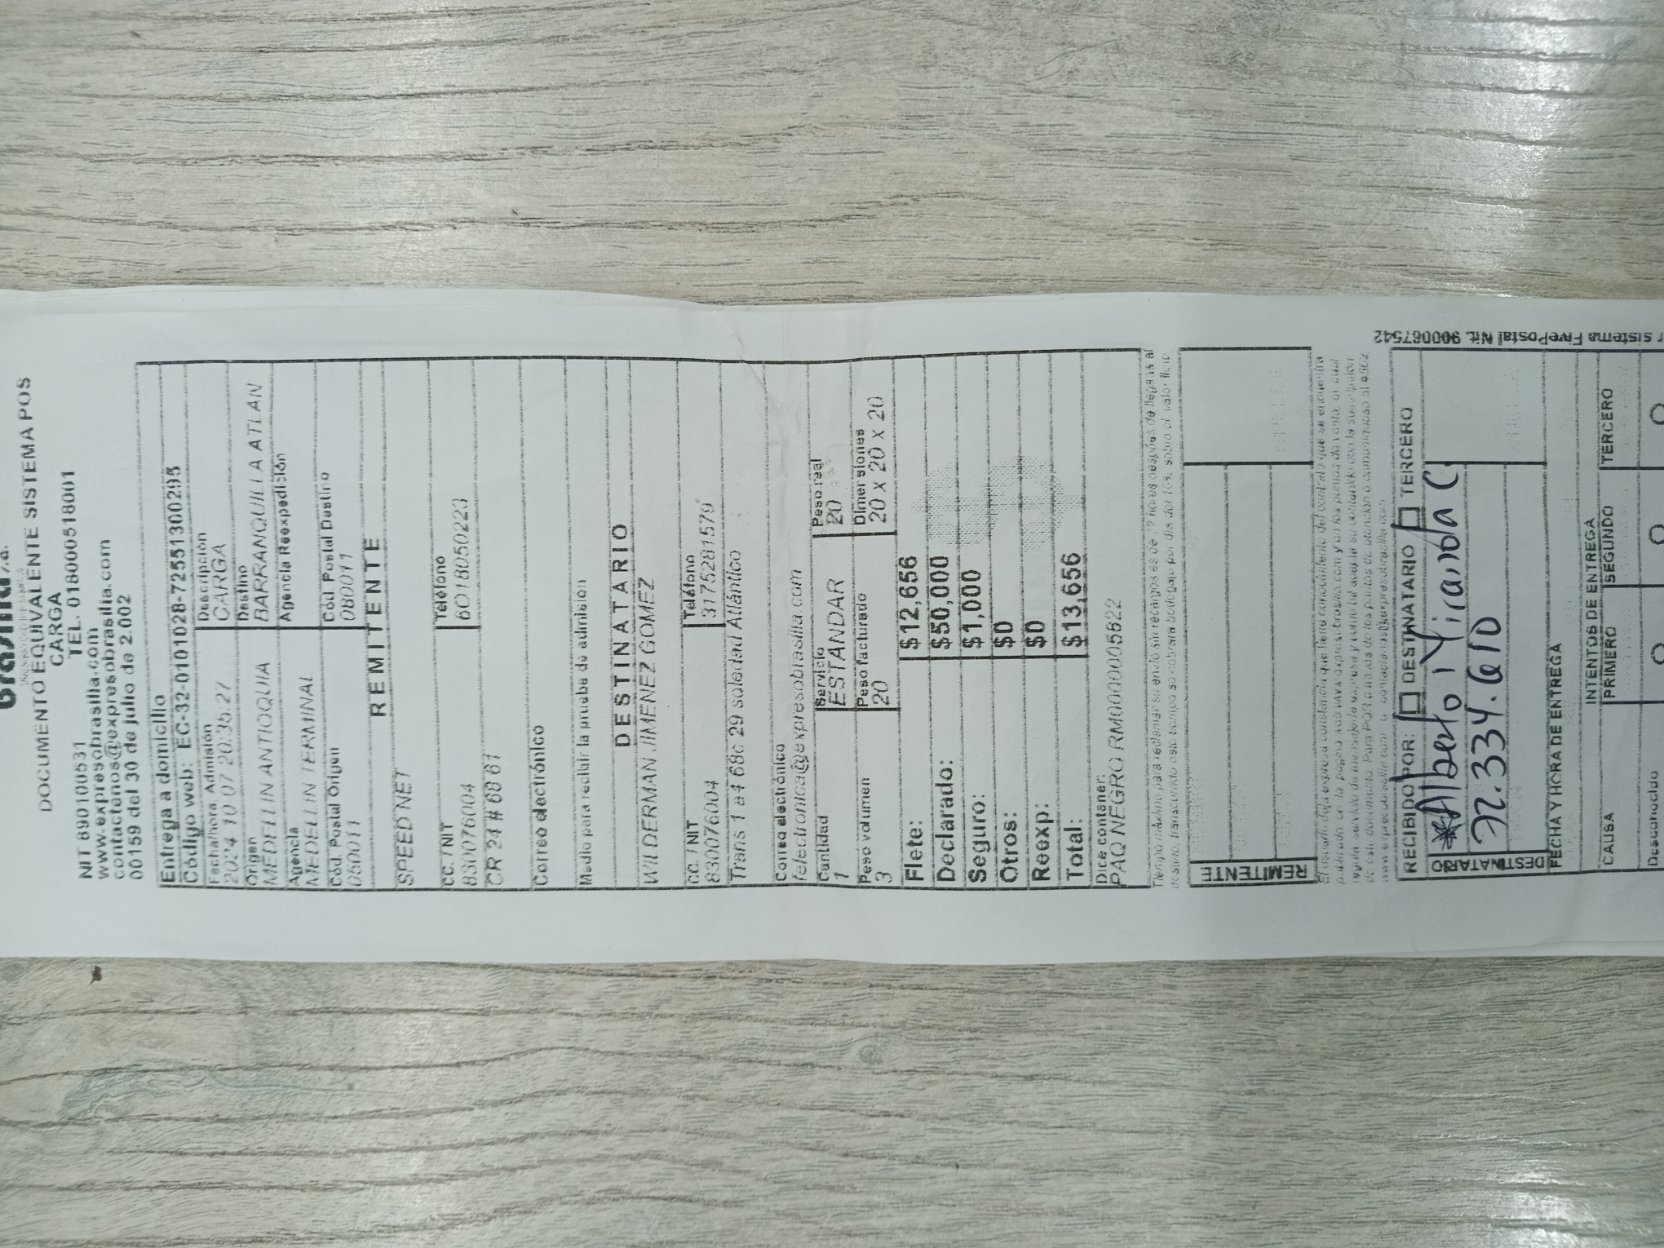 DOCUMENTO EQUIVALENTE SISTEMA POS
CARGA
NIT 890100531 TEL. 018000518001
www.expresobrasilia.com
contactenos@expresobrasilia.com
00159 del 30 de julio de 2.002
Entrega a domicilio
Código web: EC-32-0101028-72551300295
Fecha/hora Admisión Descripción
2024 10 07 20:35:27 CARGA
Origen Destino
MEDELLIN ANTIOQUIA BARRANQUILLA ATLAN
Agencia Agencia Reexpedición
MEDELLIN TERMINAL
Cód. Postal Origen Cód. Postal Destino
050011 080011
REMITENTE
SPEED NET
CC. / NIT Teléfono
830076004 6018050223
CR 24 # 68 61
Correo electrónico
Medio para recibir la prueba de admisión
DESTINATARIO
WILDERMAN JIMENEZ GOMEZ
CC. / NIT Teléfono
830076004 3175281570
Trans 1 a4 68c 29 soledad Atlántico
Correo electrónico
felectronica@expresobrasilia.com
Cantidad Servicio Peso real
1 ESTANDAR 20
Peso volumen Peso facturado Dimensiones
3 20 20 x 20 x 20
Flete: $12,656
Declarado: $50,000
Seguro: $1,000
Otros: $0
Reexp: $0
Total: $13,656
Dice contener:
PAQ NEGRO RM0000005822
REMITENTE
RECIBIDO POR: DESTINATARIO TERCERO
DESTINATARIO
*Alberto
72.334.610
FECHA Y HORA DE ENTREGA
INTENTOS DE ENTREGA
CAUSA PRIMERO SEGUNDO TERCERO
Desconocido
sistema FivePostal Nit. 900067542